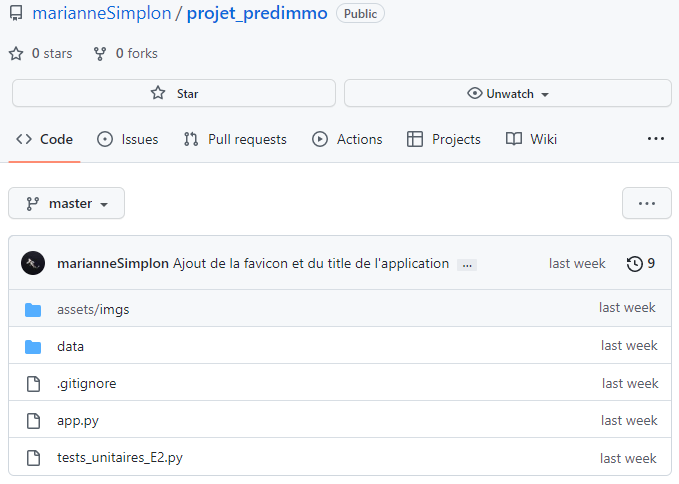 marianneSimplon / projet_predimmo Public
0 stars 0 forks
Star Unwatch
Code Issues Pull requests Actions Projects Wiki ...
master ...
marianneSimplon Ajout de la favicon et du title de l'application ... last week 9
assets/imgs last week
data last week
.gitignore last week
app.py last week
tests_unitaires_E2.py last week